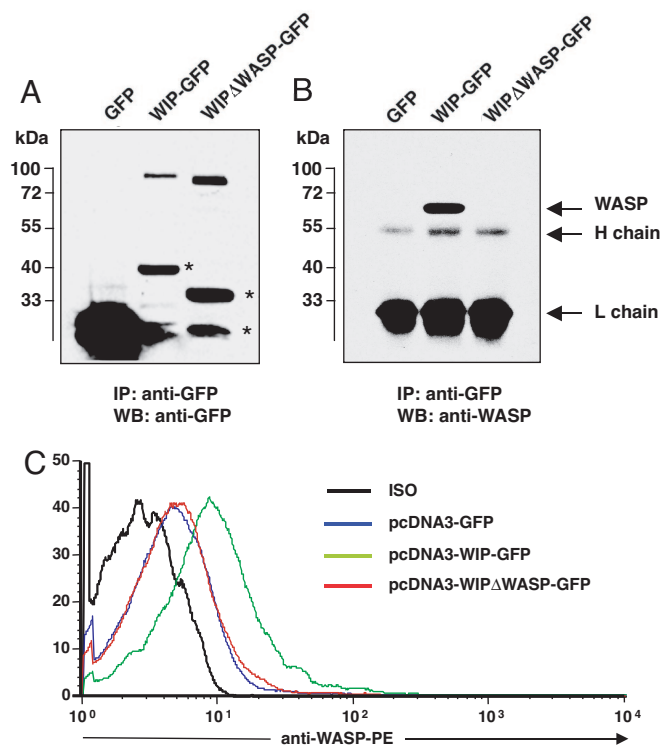 A
GFP
WIP-GFP
WIPΔWASP-GFP
kDa
100
72
55
40
33
*
*
*
IP: anti-GFP
WB: anti-GFP
B
GFP
WIP-GFP
WIPΔWASP-GFP
kDa
100
72
55
40
33
WASP
H chain
L chain
IP: anti-GFP
WB: anti-WASP
C
50
40
30
20
10
0
10⁰
10¹
10²
10³
10⁴
anti-WASP-PE
ISO
pcDNA3-GFP
pcDNA3-WIP-GFP
pcDNA3-WIPΔWASP-GFP